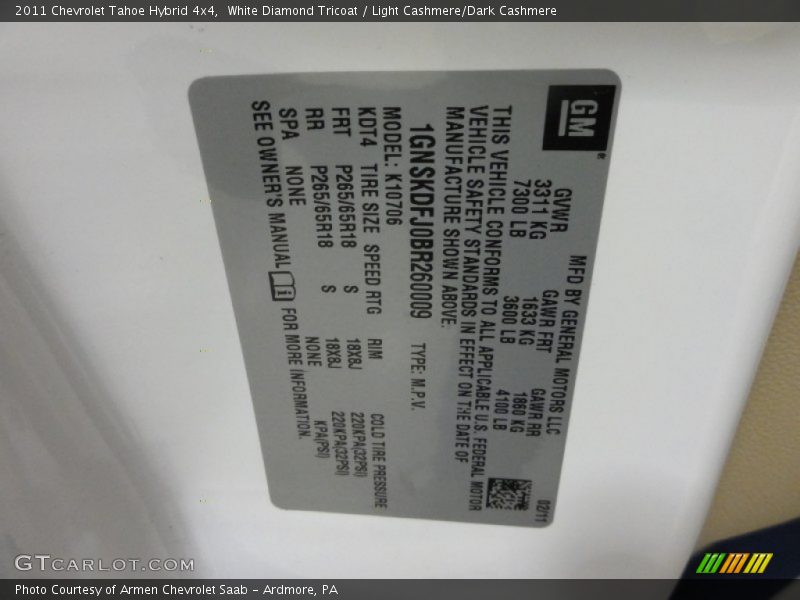 2011 Chevrolet Tahoe Hybrid 4x4, White Diamond Tricoat / Light Cashmere/Dark Cashmere
GM
MFD BY GENERAL MOTORS LLC 02/11
GVWR GAWR FRT GAWR RR
3311 KG 1633 KG 1860 KG
7300 LB 3600 LB 4100 LB
THIS VEHICLE CONFORMS TO ALL APPLICABLE U.S. FEDERAL MOTOR
VEHICLE SAFETY STANDARDS IN EFFECT ON THE DATE OF
MANUFACTURE SHOWN ABOVE.
1GNSKDFJ0BR260009 TYPE: M.P.V.
MODEL: K10706
KDT4 TIRE SIZE SPEED RTG RIM COLD TIRE PRESSURE
FRT P265/65R18 S 18X8J 220KPA(32PSI)
RR P265/65R18 S 18X8J 220KPA(32PSI)
SPA NONE NONE KPA(PSI)
SEE OWNER'S MANUAL i FOR MORE INFORMATION.
GTCARLOT.COM
Photo Courtesy of Armen Chevrolet Saab - Ardmore, PA